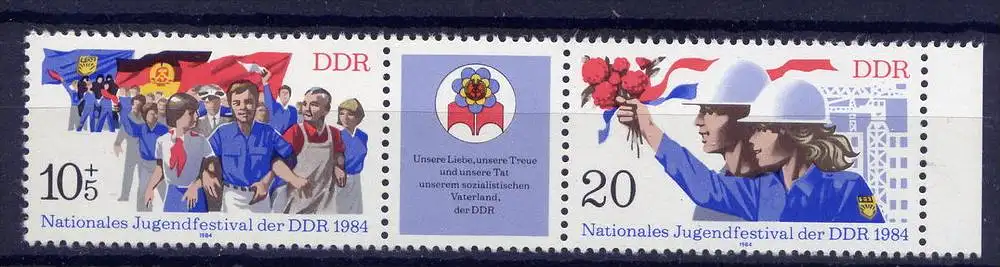 DDR
10+5
Nationales Jugendfestival der DDR 1984
1984
Unsere Liebe, unsere Treue
und unsere Tat
unserem sozialistischen
Vaterland,
der DDR
DDR
20
Nationales Jugendfestival der DDR 1984
1984